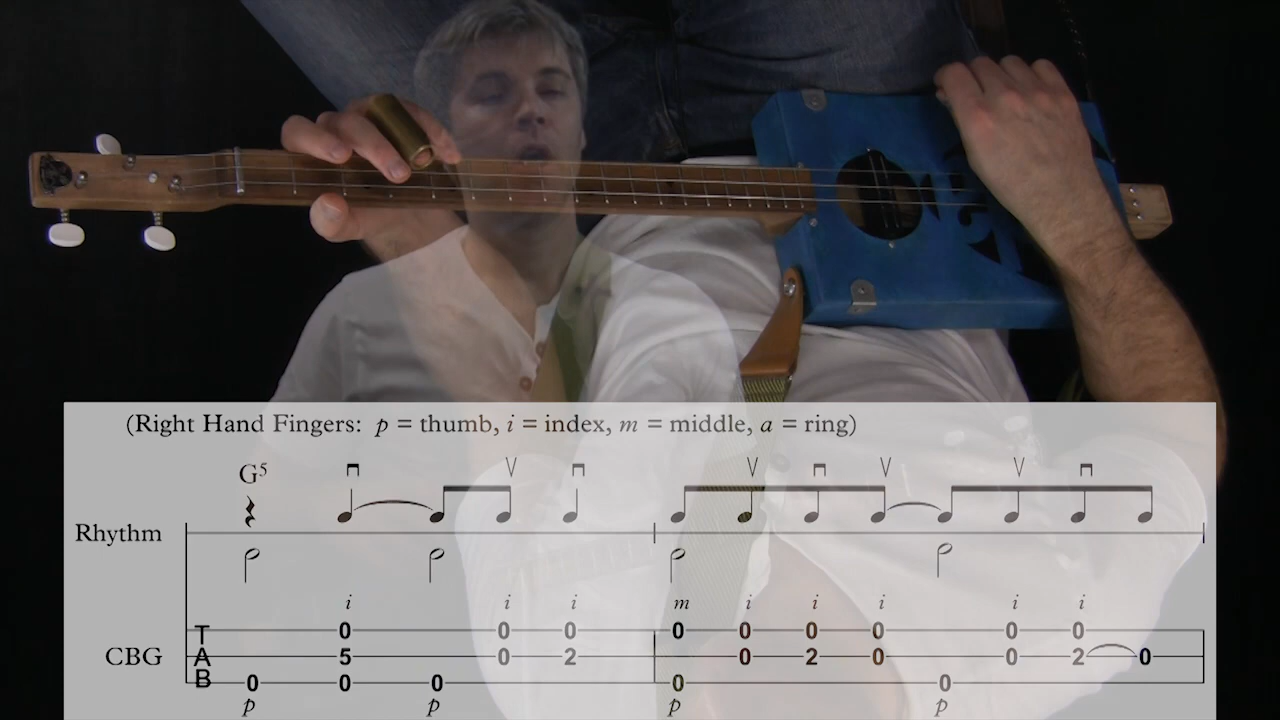 (Right Hand Fingers: p = thumb, i = index, m = middle, a = ring)
G5
Rhythm
i i i m i i i i i
T 0 0 0 0 0 0 0 0 0
CBG A 5 0 2 0 2 0 0 2 0
B 0 0 0 0 0
p p p p